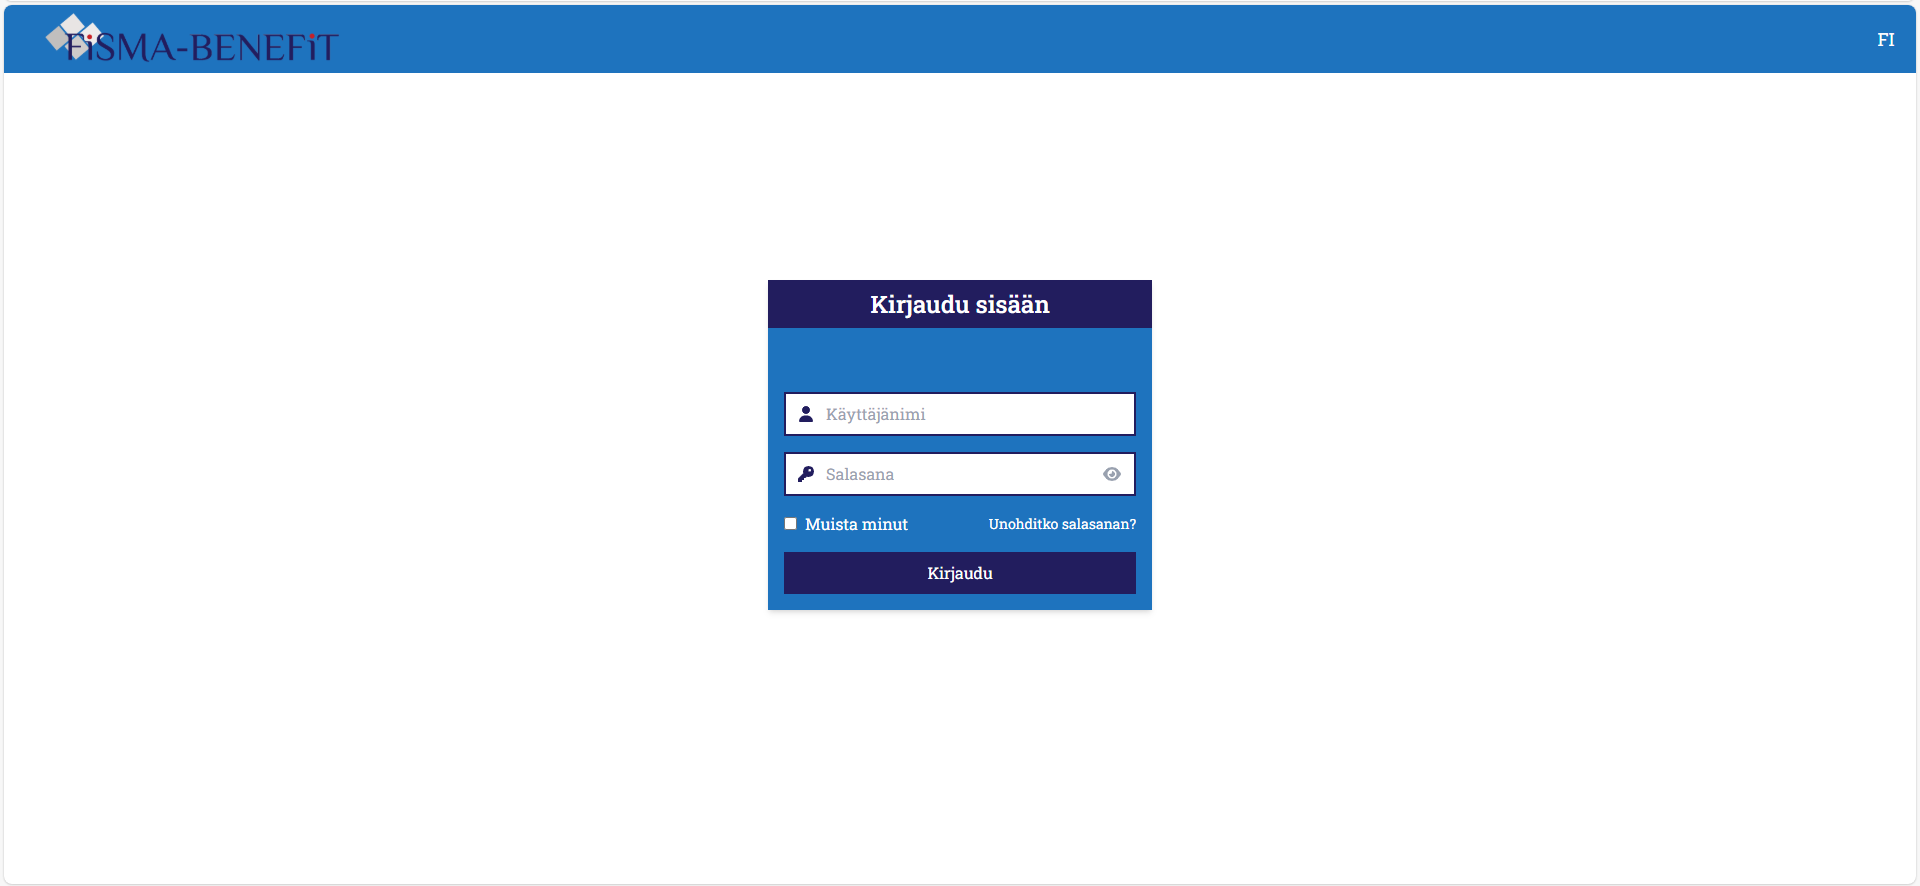 FiSMA-BENEFiT
FI
Kirjaudu sisään
Käyttäjänimi
Salasana
Muista minut
Unohditko salasanan?
Kirjaudu